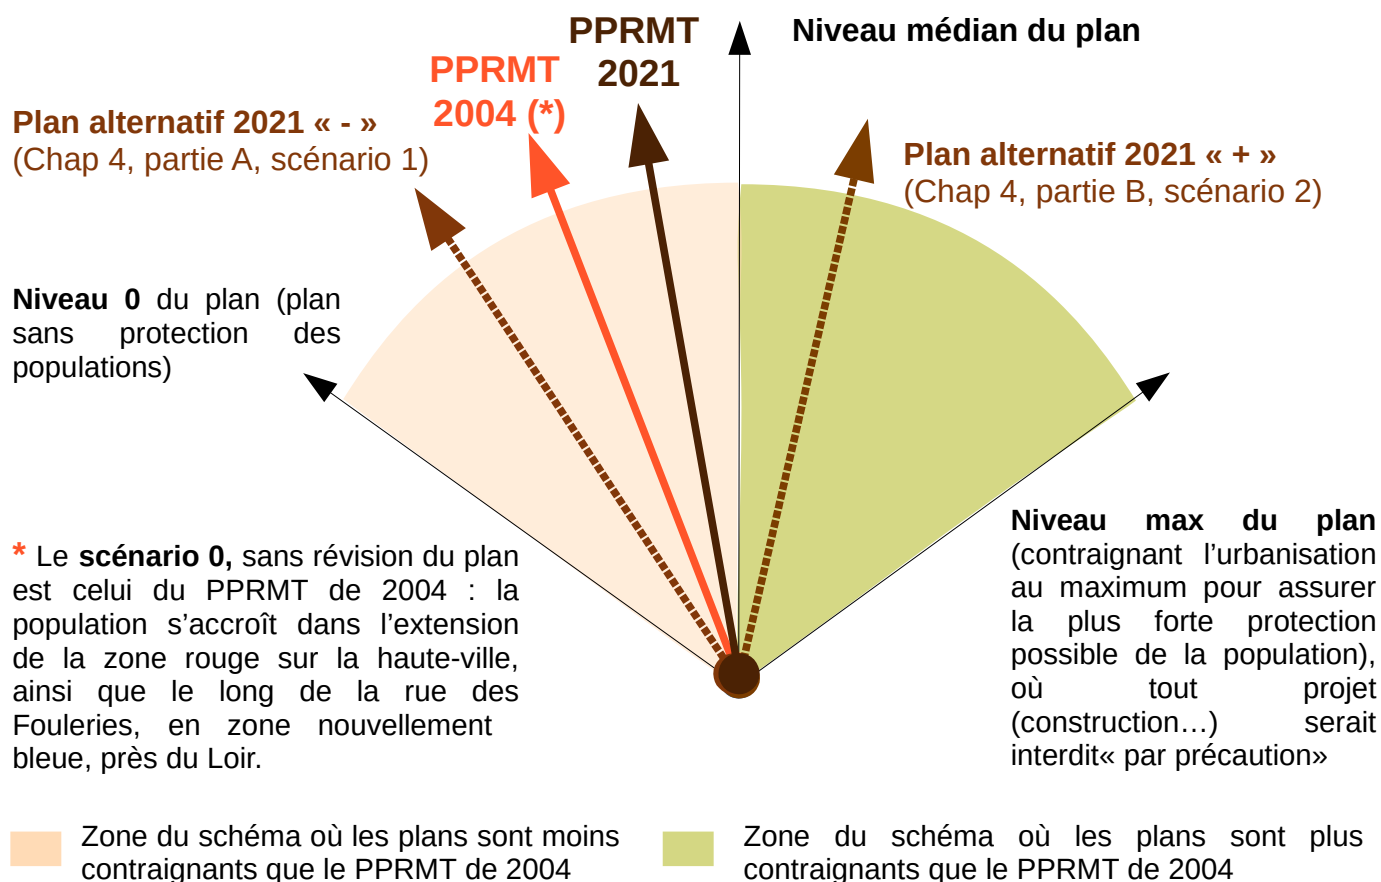 PPRMT
2021
Niveau médian du plan
PPRMT
2004 (*)
Plan alternatif 2021 « - »
(Chap 4, partie A, scénario 1)
Plan alternatif 2021 « + »
(Chap 4, partie B, scénario 2)
Niveau 0 du plan (plan
sans protection des
populations)
* Le scénario 0, sans révision du plan
est celui du PPRMT de 2004 : la
population s’accroît dans l’extension
de la zone rouge sur la haute-ville,
ainsi que le long de la rue des
Fouleries, en zone nouvellement
bleue, près du Loir.
Niveau max du plan
(contraignant l’urbanisation
au maximum pour assurer
la plus forte protection
possible de la population),
où tout projet
(construction…) serait
interdit« par précaution»
Zone du schéma où les plans sont moins
contraignants que le PPRMT de 2004
Zone du schéma où les plans sont plus
contraignants que le PPRMT de 2004